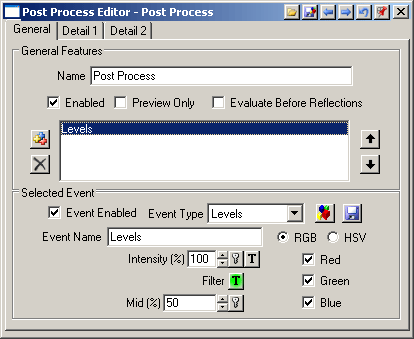 Post Process Editor - Post Process
General Detail 1 Detail 2
General Features
Name Post Process
Enabled Preview Only Evaluate Before Reflections
Levels
Selected Event
Event Enabled Event Type Levels
Event Name Levels RGB HSV
Intensity (%) 100 T Red
Filter T Green
Mid (%) 50 Blue